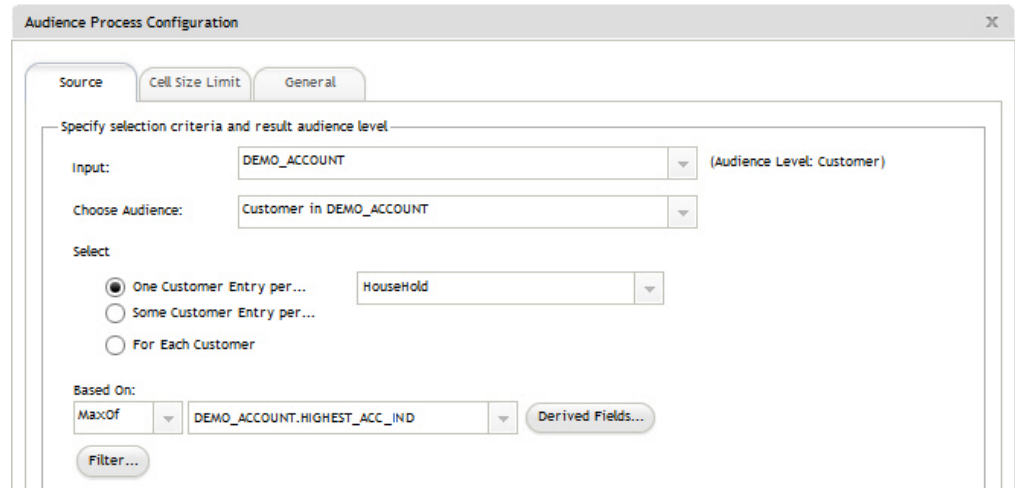 Audience Process Configuration X
Source Cell Size Limit General
Specify selection criteria and result audience level
Input: DEMO_ACCOUNT (Audience Level: Customer)
Choose Audience: Customer in DEMO_ACCOUNT
Select
One Customer Entry per... HouseHold
Some Customer Entry per...
For Each Customer
Based On:
MaxOf DEMO_ACCOUNT.HIGHEST_ACC_IND Derived Fields...
Filter...